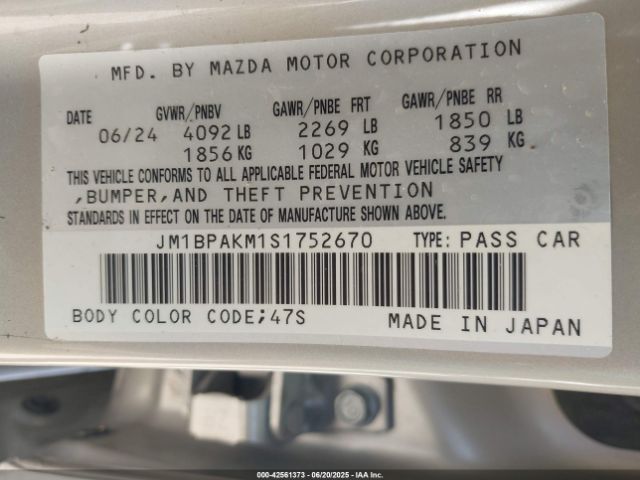 MFD. BY MAZDA MOTOR CORPORATION
DATE GVWR/PNBV GAWR/PNBE FRT GAWR/PNBE RR
06/24 4092 LB 2269 LB 1850 LB
1856 KG 1029 KG 839 KG
THIS VEHICLE CONFORMS TO ALL APPLICABLE FEDERAL MOTOR VEHICLE SAFETY
,BUMPER,AND THEFT PREVENTION
STANDARDS IN EFFECT ON THE DATE OF MANUFACTURE SHOWN ABOVE.
JM1BPAKM1S1752670 TYPE: PASS CAR
BODY COLOR CODE;47S MADE IN JAPAN
000-42561373 | 06/20/2025 - IAA Inc.